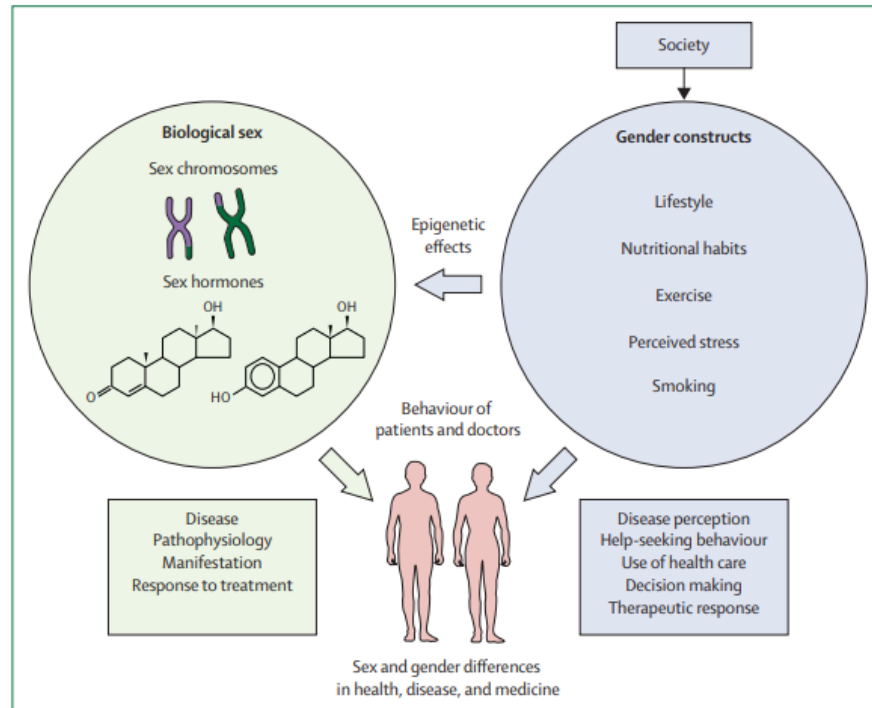 Society
Biological sex
Sex chromosomes
Sex hormones
OH
O
OH
HO
Epigenetic
effects
Gender constructs
Lifestyle
Nutritional habits
Exercise
Perceived stress
Smoking
Behaviour of
patients and doctors
Disease
Pathophysiology
Manifestation
Response to treatment
Disease perception
Help-seeking behaviour
Use of health care
Decision making
Therapeutic response
Sex and gender differences
in health, disease, and medicine